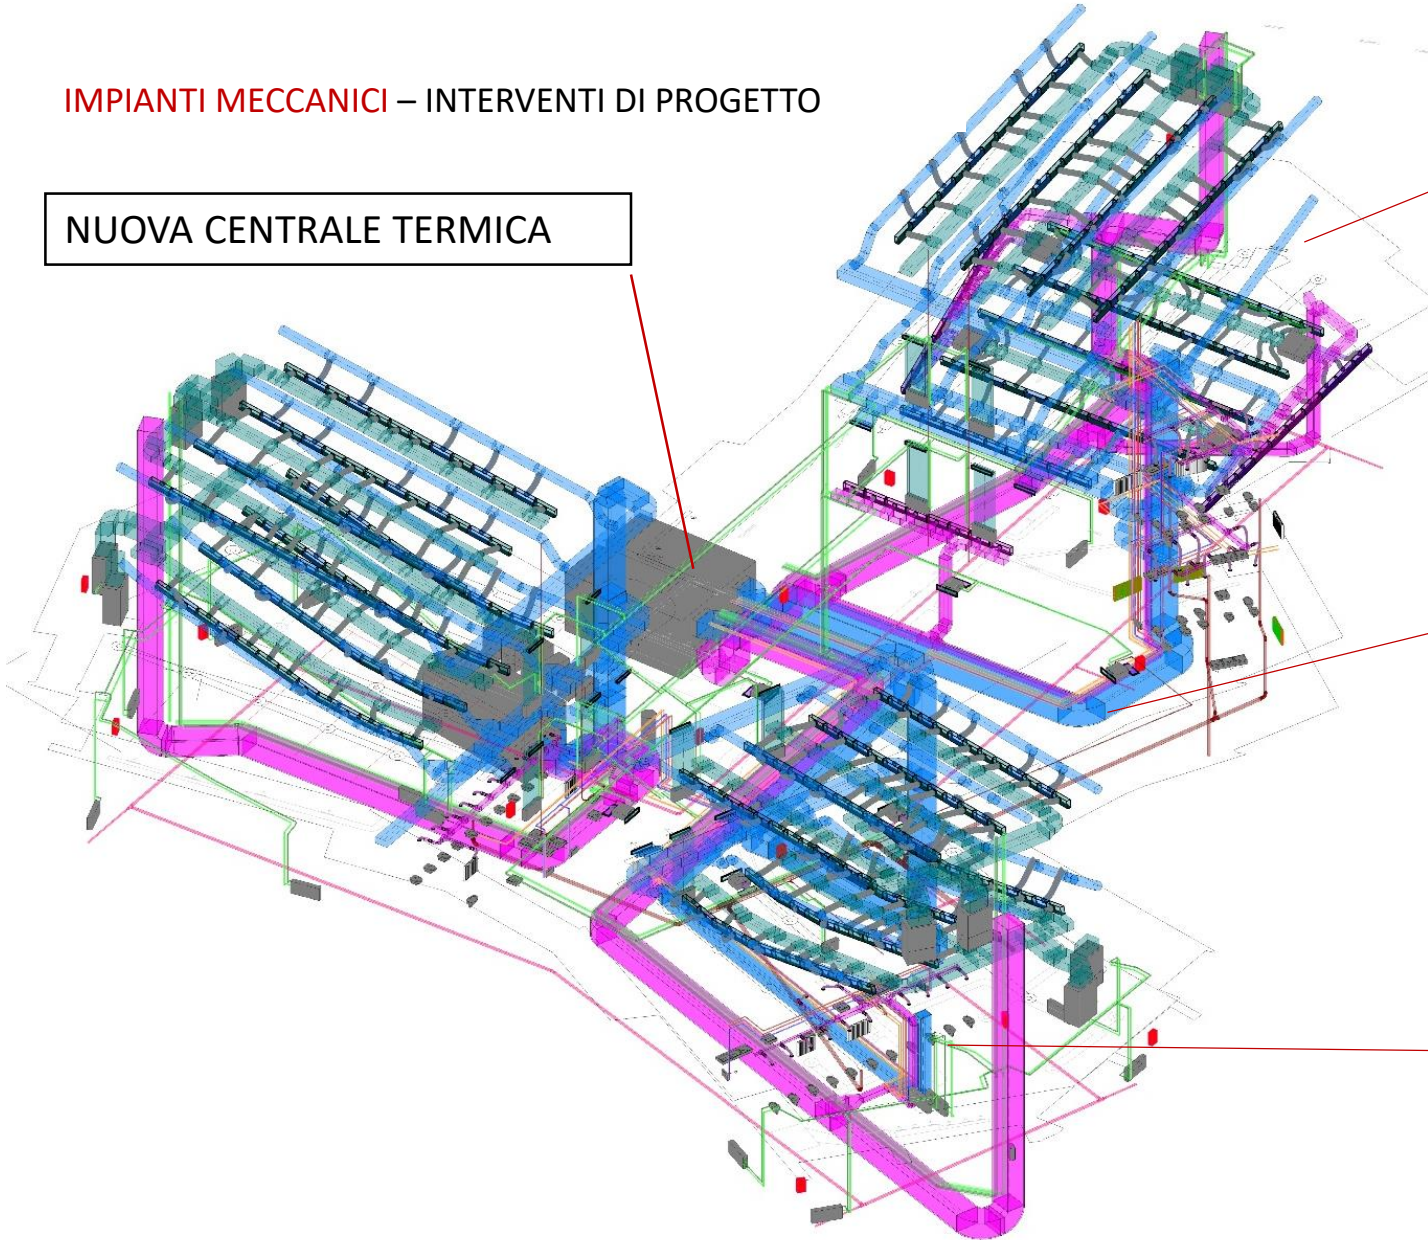 IMPIANTI MECCANICI – INTERVENTI DI PROGETTO
NUOVA CENTRALE TERMICA